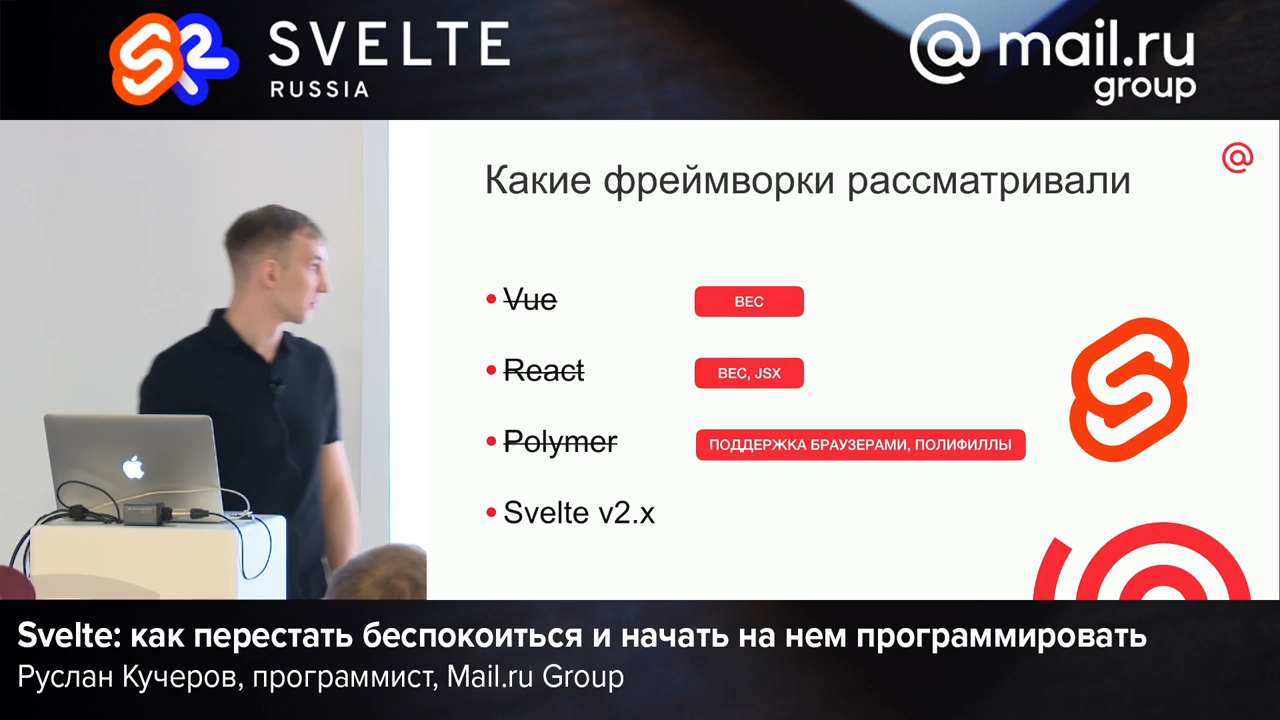 SVELTE
RUSSIA
@mail.ru
group
Какие фреймворки рассматривали
• Vue ВЕС
• React ВЕС, JSX
• Polymer ПОДДЕРЖКА БРАУЗЕРАМИ, ПОЛИФИЛЛЫ
• Svelte v2.x
Svelte: как перестать беспокоиться и начать на нем программировать
Руслан Кучеров, программист, Mail.ru Group